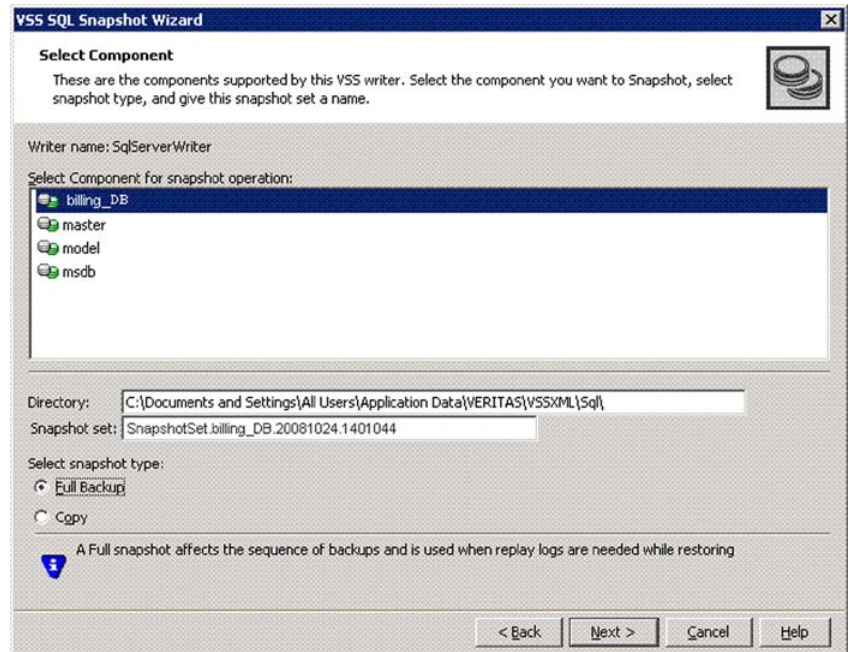 VSS SQL Snapshot Wizard
Select Component
These are the components supported by this VSS writer. Select the component you want to Snapshot, select
snapshot type, and give this snapshot set a name.
Writer name: SqlServerWriter
Select Component for snapshot operation:
billing_DB
master
model
msdb
Directory: C:\Documents and Settings\All Users\Application Data\VERITAS\VSSXML\Sql\
Snapshot set: SnapshotSet.billing_DB.20081024.1401044
Select snapshot type:
Full Backup
Copy
A Full snapshot affects the sequence of backups and is used when replay logs are needed while restoring
< Back Next > Cancel Help